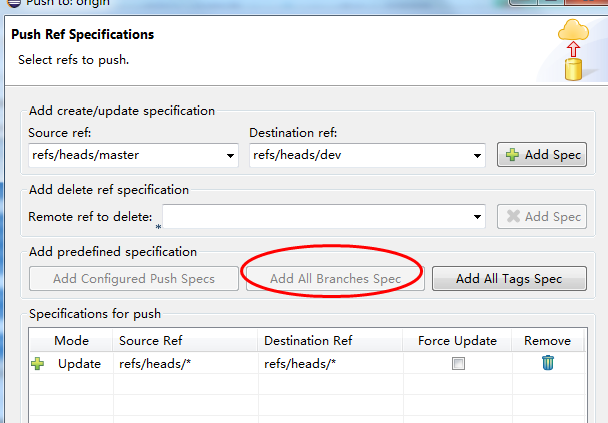 Push to: origin
Push Ref Specifications
Select refs to push.
Add create/update specification
Source ref: Destination ref:
refs/heads/master refs/heads/dev Add Spec
Add delete ref specification
Remote ref to delete: * Add Spec
Add predefined specification
Add Configured Push Specs Add All Branches Spec Add All Tags Spec
Specifications for push
Mode Source Ref Destination Ref Force Update Remove
Update refs/heads/* refs/heads/*